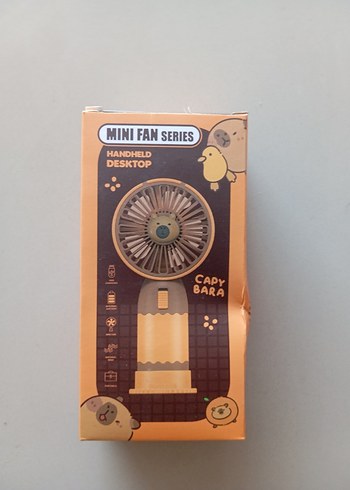 MINI FAN SERIES
HANDHELD
DESKTOP
CAPY
BARA